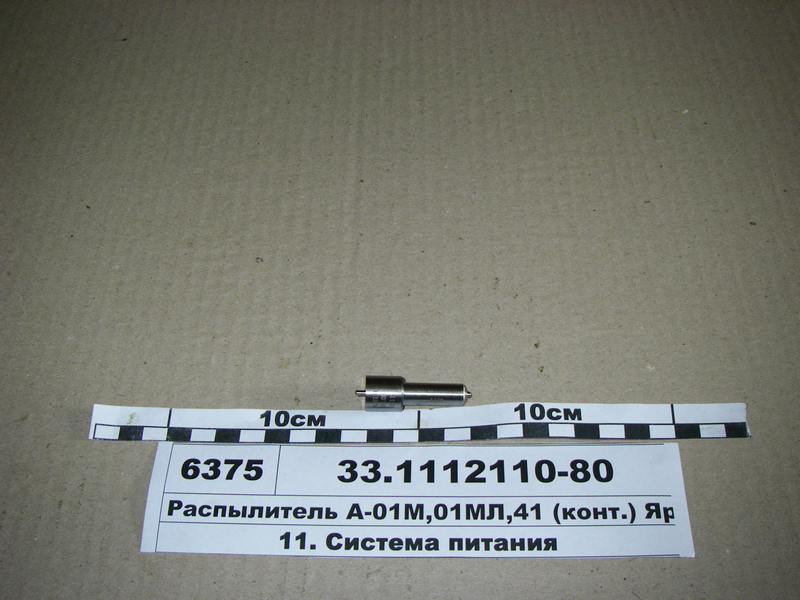 10см 10см
6375 33.1112110-80
Распылитель А-01М,01МЛ,41 (конт.) Яр
11. Система питания